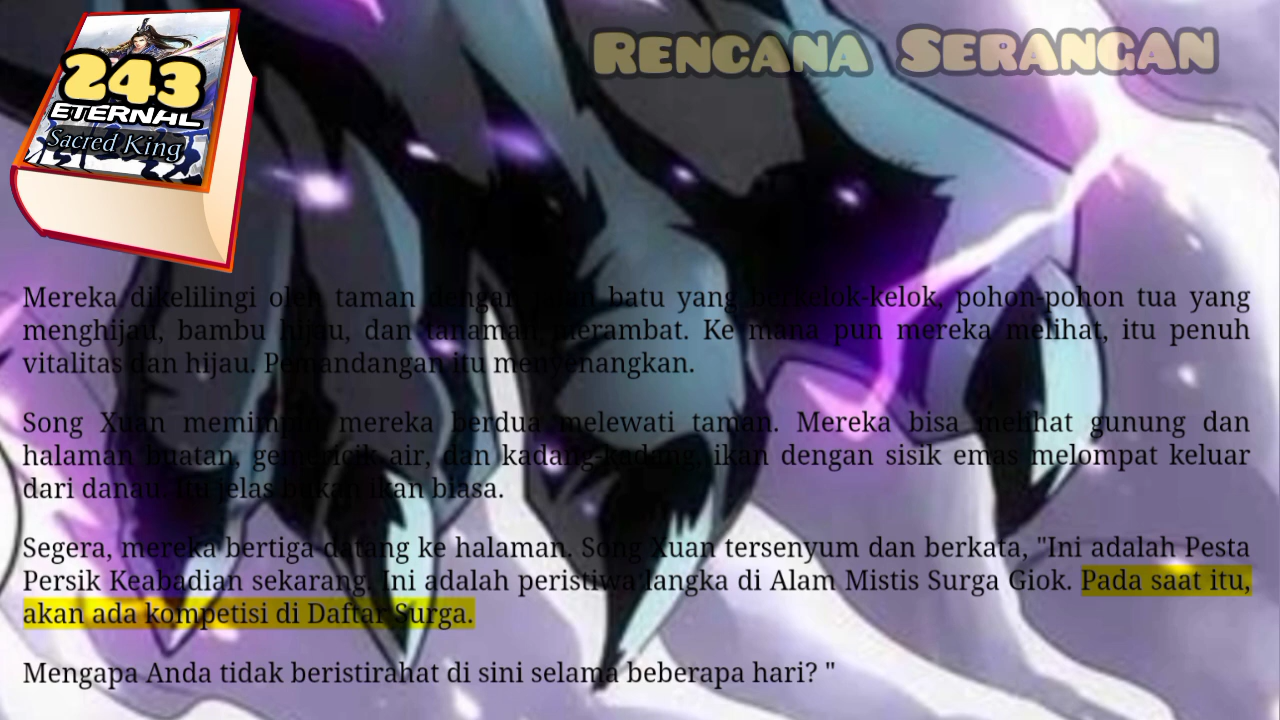 243
ETERNAL
Sacred King
RENCANA SERANGAN
Mereka dikelilingi oleh taman dengan jalan batu yang berkelok-kelok, pohon-pohon tua yang
menghijau, bambu hijau, dan tanaman merambat. Ke mana pun mereka melihat, itu penuh
vitalitas dan hijau. Pemandangan itu menyenangkan.
Song Xuan memimpin mereka berdua melewati taman. Mereka bisa melihat gunung dan
halaman buatan, gemericik air, dan kadang-kadang, ikan dengan sisik emas melompat keluar
dari danau. Itu jelas bukan ikan biasa.
Segera, mereka bertiga datang ke halaman. Song Xuan tersenyum dan berkata, "Ini adalah Pesta
Persik Keabadian sekarang. Ini adalah peristiwa langka di Alam Mistis Surga Giok. Pada saat itu,
akan ada kompetisi di Daftar Surga.
Mengapa Anda tidak beristirahat di sini selama beberapa hari? "